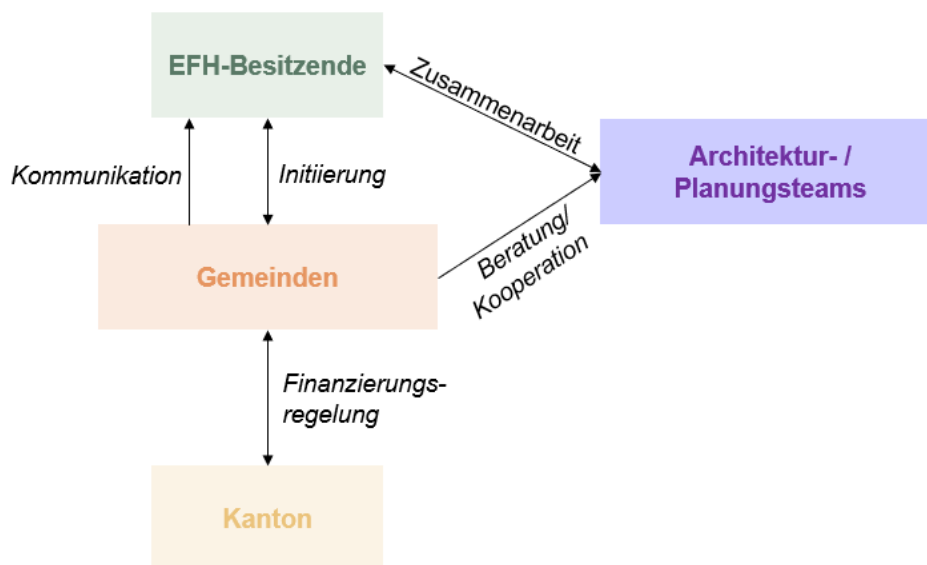 EFH-Besitzende
Zusammenarbeit
Architektur- /
Planungsteams
Kommunikation
Initiierung
Beratung/
Kooperation
Gemeinden
Finanzierungs-
regelung
Kanton